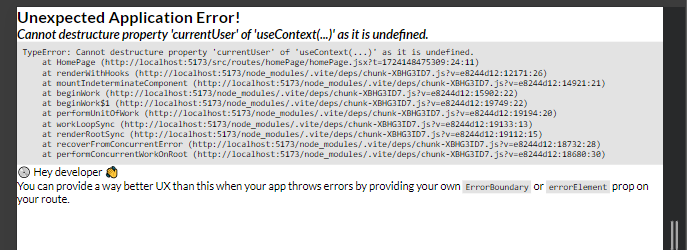 Unexpected Application Error!
Cannot destructure property 'currentUser' of 'useContext(...)' as it is undefined.
TypeError: Cannot destructure property 'currentUser' of 'useContext(...)' as it is undefined.
at HomePage (http://localhost:5173/src/routes/homePage/homePage.jsx?t=1724148475309:24:11)
at renderWithHooks (http://localhost:5173/node_modules/.vite/deps/chunk-XBHG3ID7.js?v=e8244d12:12171:26)
at mountIndeterminateComponent (http://localhost:5173/node_modules/.vite/deps/chunk-XBHG3ID7.js?v=e8244d12:14921:21)
at beginWork (http://localhost:5173/node_modules/.vite/deps/chunk-XBHG3ID7.js?v=e8244d12:15902:22)
at beginWork$1 (http://localhost:5173/node_modules/.vite/deps/chunk-XBHG3ID7.js?v=e8244d12:19749:22)
at performUnitOfWork (http://localhost:5173/node_modules/.vite/deps/chunk-XBHG3ID7.js?v=e8244d12:19194:20)
at workLoopSync (http://localhost:5173/node_modules/.vite/deps/chunk-XBHG3ID7.js?v=e8244d12:19133:13)
at renderRootSync (http://localhost:5173/node_modules/.vite/deps/chunk-XBHG3ID7.js?v=e8244d12:19112:15)
at recoverFromConcurrentError (http://localhost:5173/node_modules/.vite/deps/chunk-XBHG3ID7.js?v=e8244d12:18732:28)
at performConcurrentWorkOnRoot (http://localhost:5173/node_modules/.vite/deps/chunk-XBHG3ID7.js?v=e8244d12:18680:30)
💿 Hey developer 👋
You can provide a way better UX than this when your app throws errors by providing your own ErrorBoundary or errorElement prop on
your route.